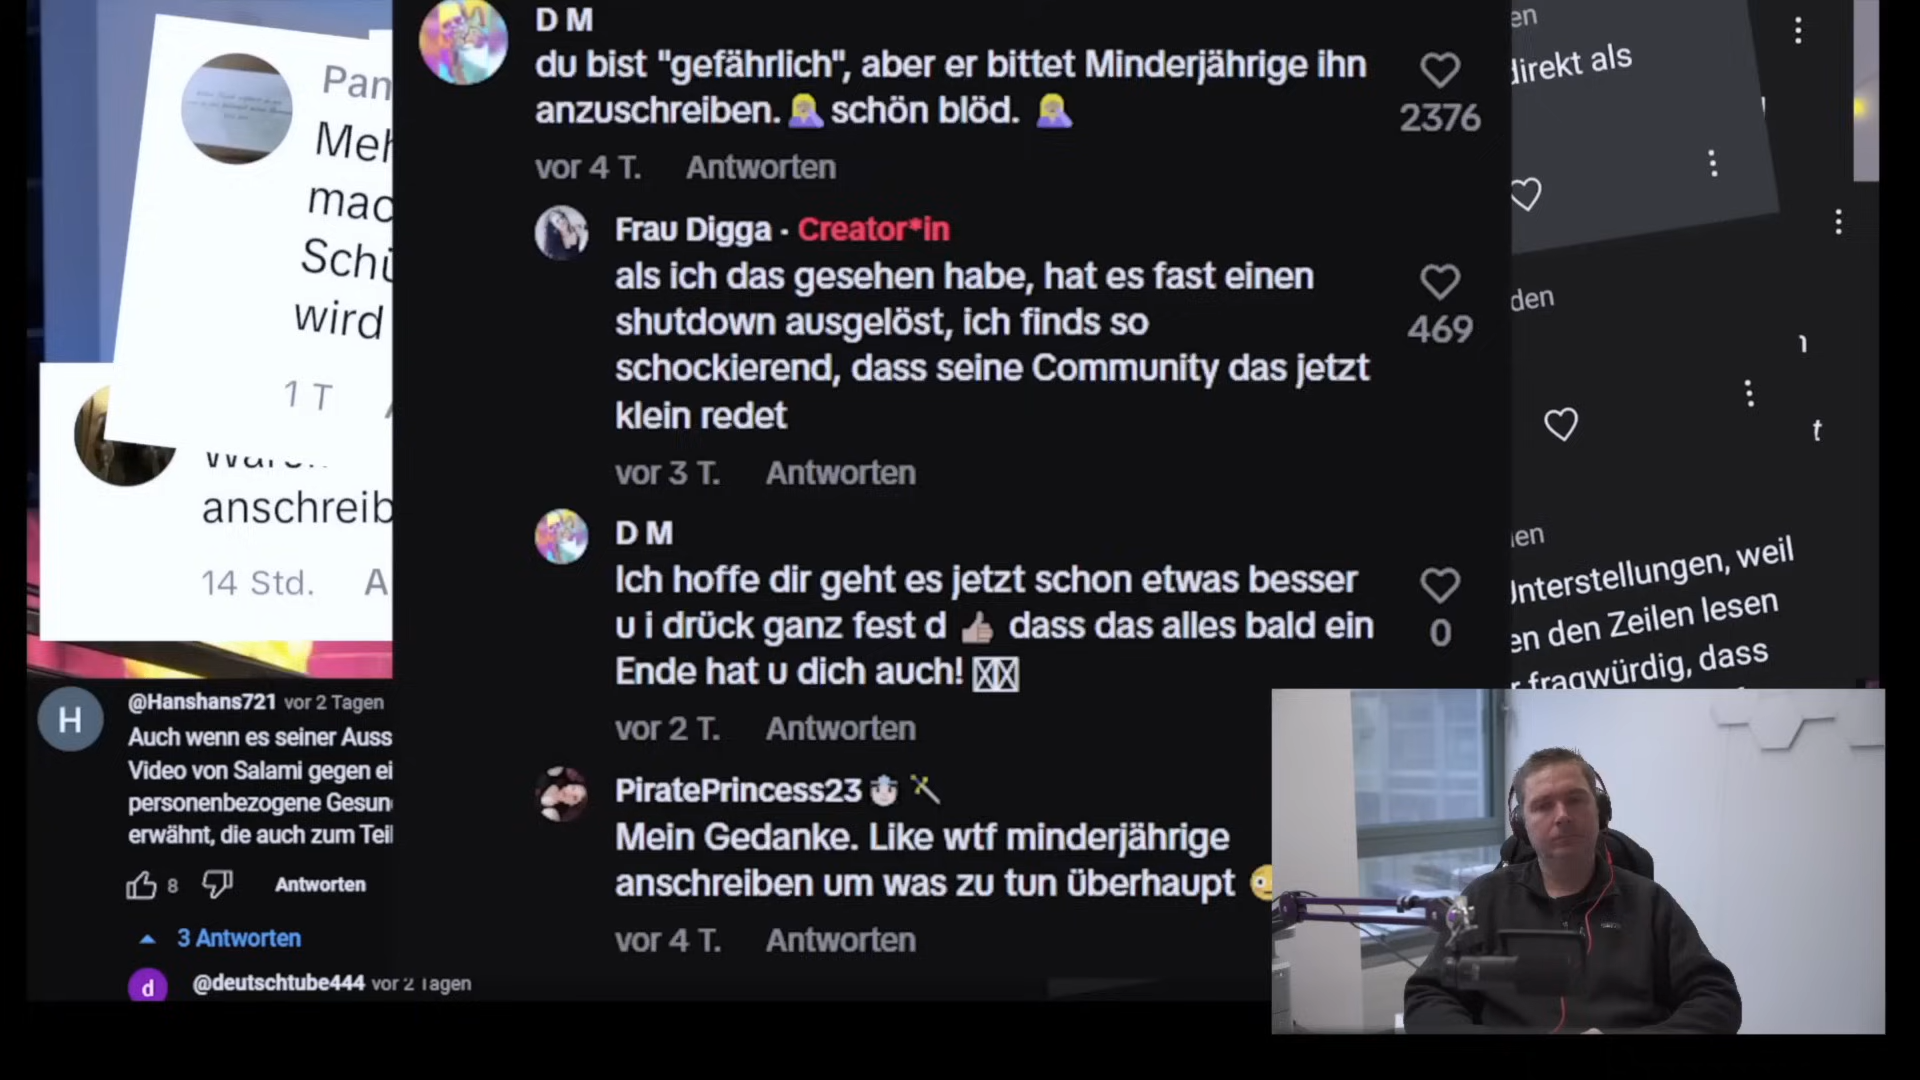 D M
du bist "gefährlich", aber er bittet Minderjährige ihn
anzuschreiben. 🤦‍♀️ schön blöd. 🤦‍♀️
2376
vor 4 T. Antworten
Frau Digga · Creator*in
als ich das gesehen habe, hat es fast einen
shutdown ausgelöst, ich finds so
schockierend, dass seine Community das jetzt
klein redet
469
vor 3 T. Antworten
D M
Ich hoffe dir geht es jetzt schon etwas besser
u i drück ganz fest d 👍 dass das alles bald ein
Ende hat u dich auch!
0
vor 2 T. Antworten
PiratePrincess23
Mein Gedanke. Like wtf minderjährige
anschreiben um was zu tun überhaupt 😳
vor 4 T. Antworten
wird
1 T
anschreib
14 Std. A
H
@Hanshans721 vor 2 Tagen
Auch wenn es seiner Auss
Video von Salami gegen ei
personenbezogene Gesun
erwähnt, die auch zum Teil
8 Antworten
3 Antworten
d
@deutschtube444 vor 2 Tagen
en
direkt als
den
t
en
Unterstellungen, weil
en den Zeilen lesen
fragwürdig, dass